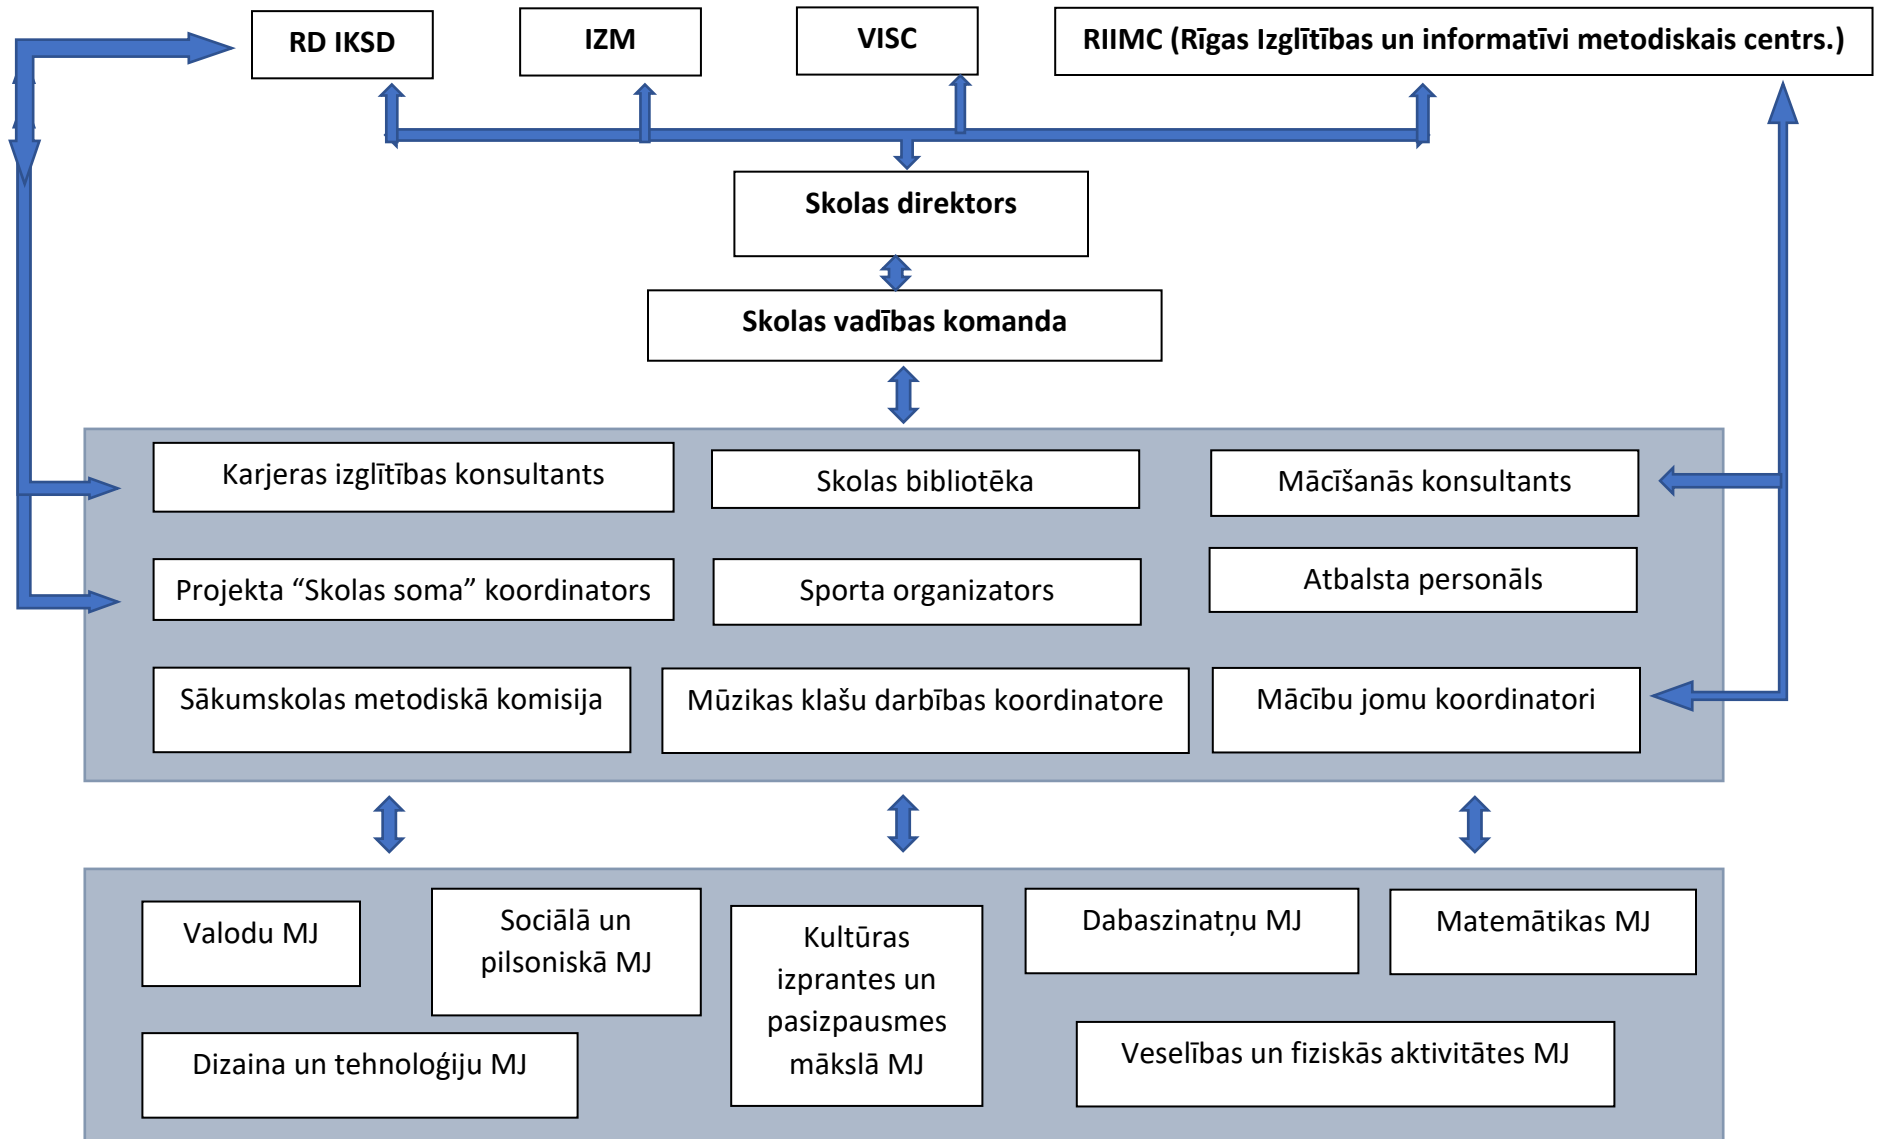 RD IKSD
IZM
VISC
RIIMC (Rīgas Izglītības un informatīvi metodiskais centrs.)
Skolas direktors
Skolas vadības komanda
Karjeras izglītības konsultants
Skolas bibliotēka
Mācīšanās konsultants
Projekta “Skolas soma” koordinators
Sporta organizators
Atbalsta personāls
Sākumskolas metodiskā komisija
Mūzikas klašu darbības koordinatore
Mācību jomu koordinatori
Valodu MJ
Sociālā un
pilsoniskā MJ
Kultūras
izprantes un
pasizpausmes
mākslā MJ
Dabaszinatņu MJ
Matemātikas MJ
Dizaina un tehnoloģiju MJ
Veselības un fiziskās aktivitātes MJ